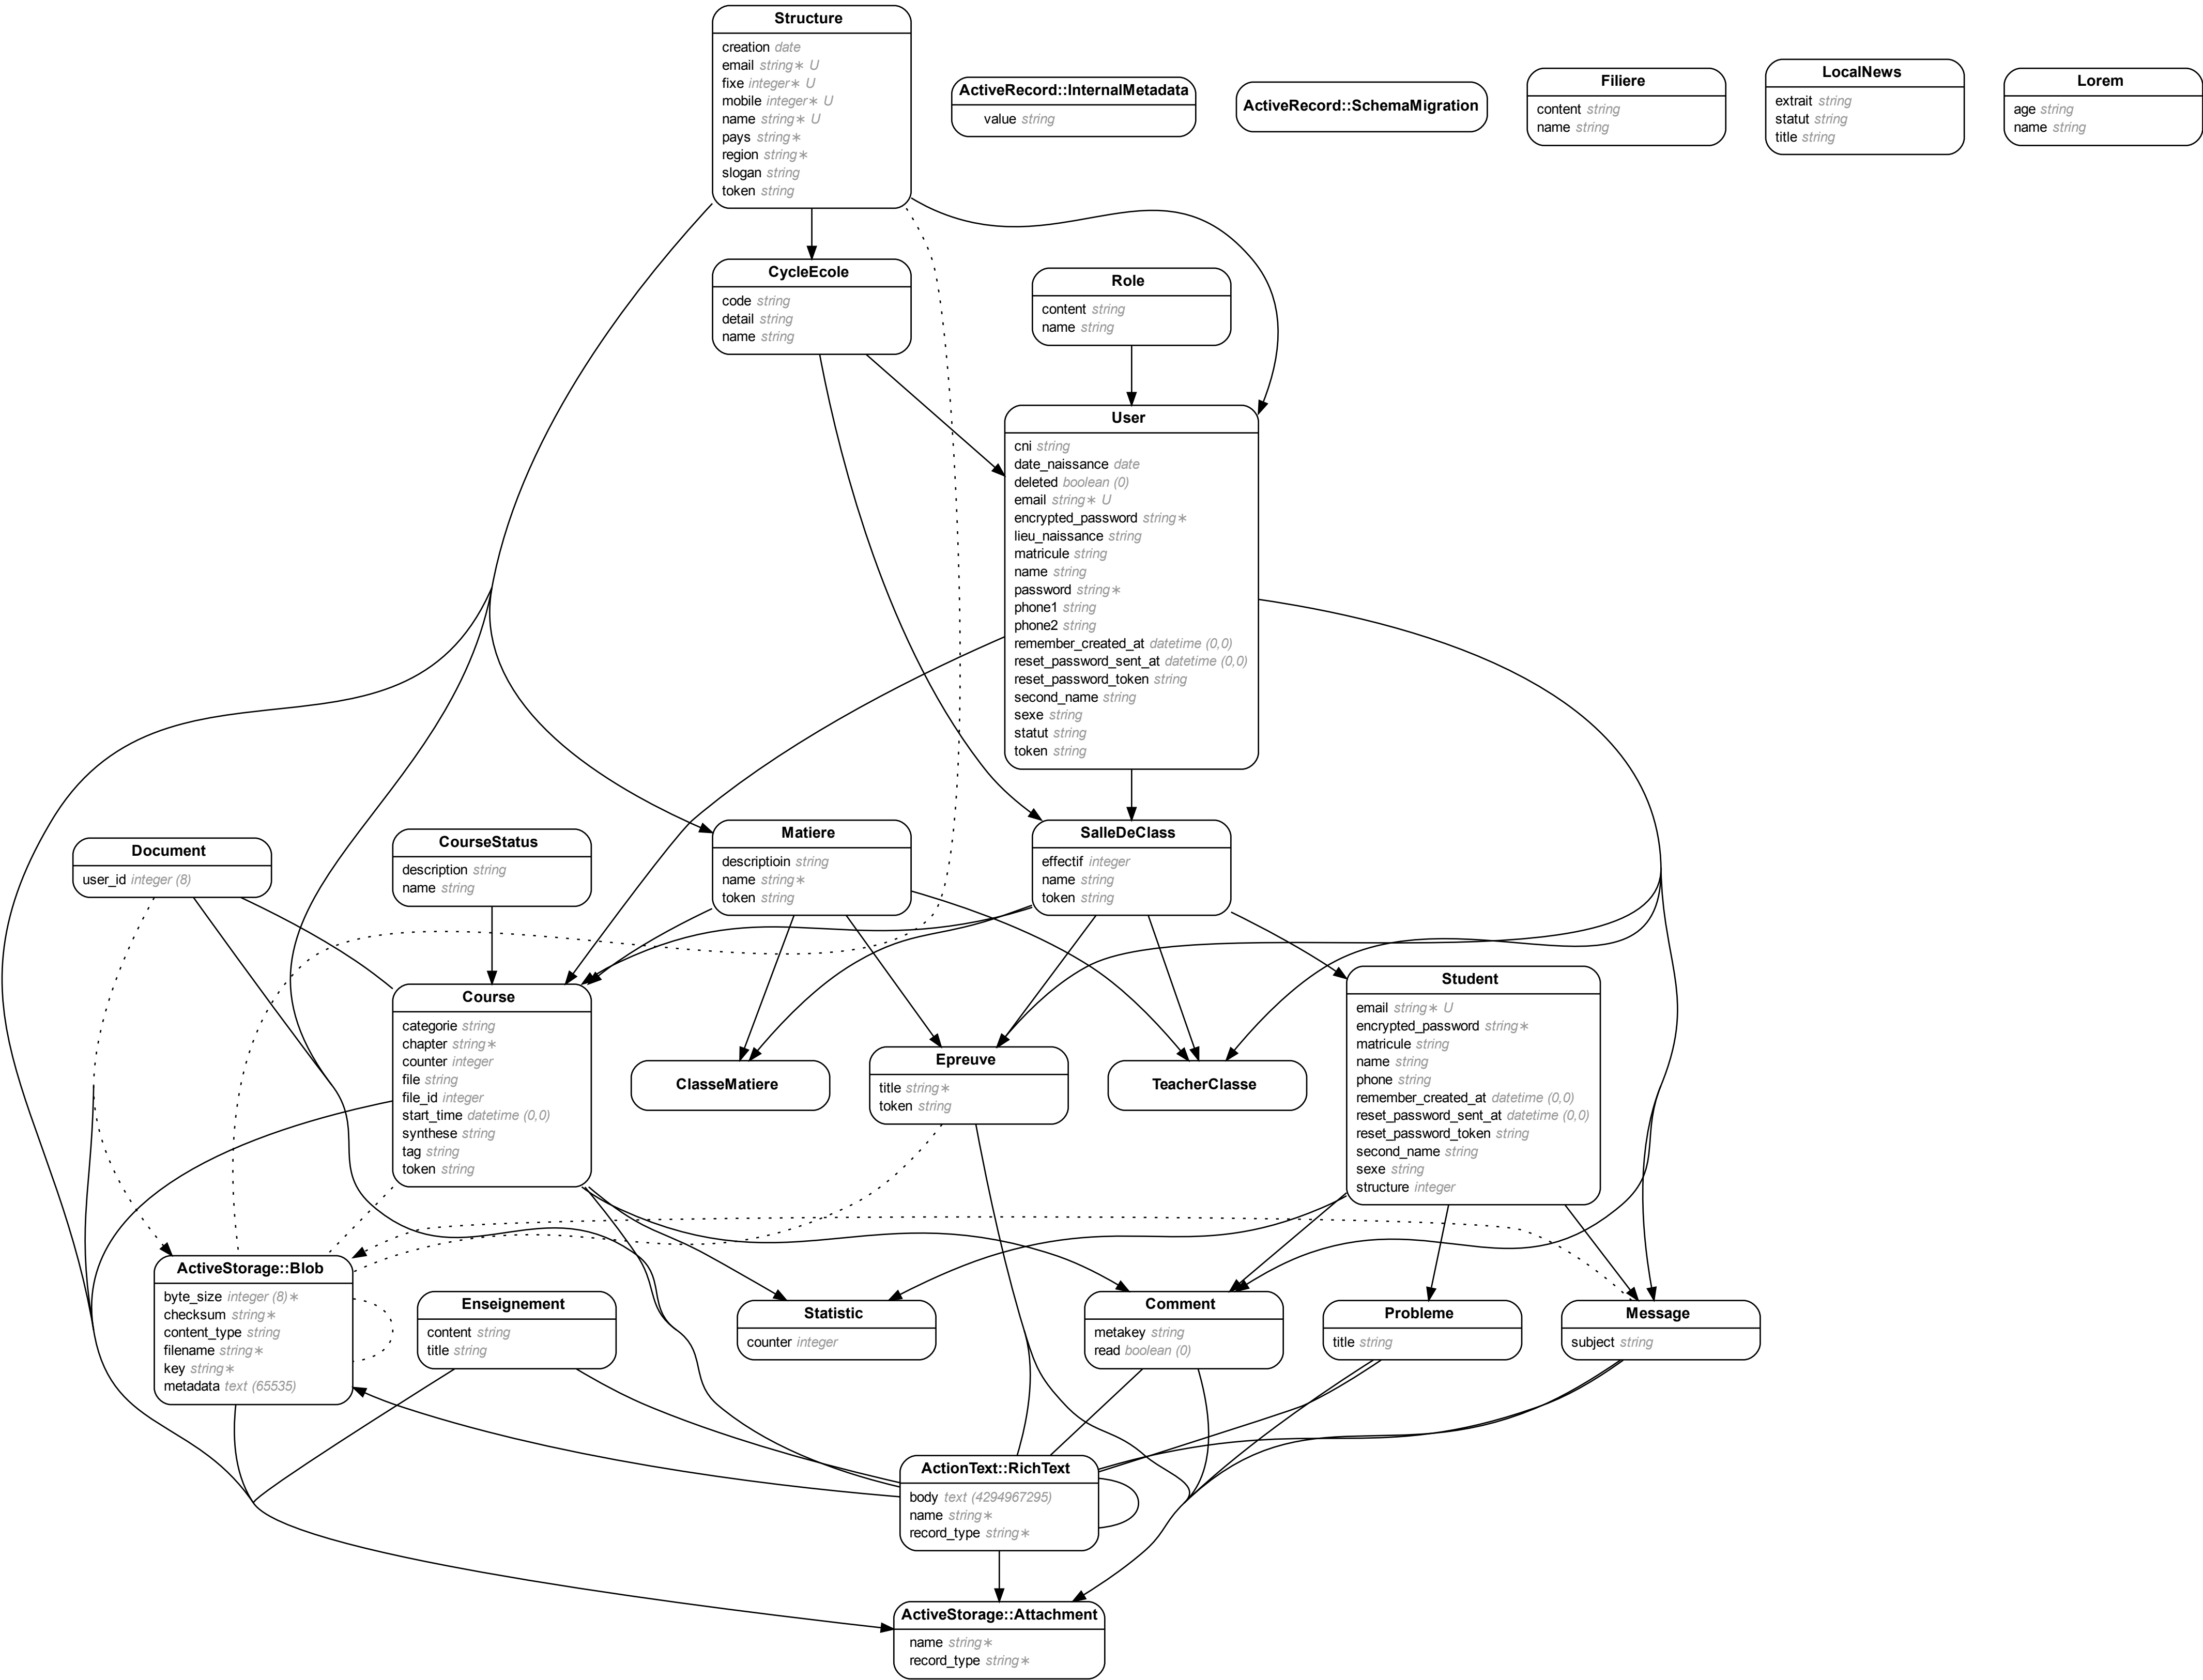 Structure
creation date
email string∗ U
fixe integer∗ U
mobile integer∗ U
name string∗ U
pays string∗
region string∗
slogan string
token string
ActiveRecord::InternalMetadata
value string
ActiveRecord::SchemaMigration
Filiere
content string
name string
LocalNews
extrait string
statut string
title string
Lorem
age string
name string
CycleEcole
code string
detail string
name string
Role
content string
name string
User
cni string
date_naissance date
deleted boolean (0)
email string∗ U
encrypted_password string∗
lieu_naissance string
matricule string
name string
password string∗
phone1 string
phone2 string
remember_created_at datetime (0,0)
reset_password_sent_at datetime (0,0)
reset_password_token string
second_name string
sexe string
statut string
token string
Document
user_id integer (8)
CourseStatus
description string
name string
Matiere
descriptioin string
name string∗
token string
SalleDeClass
effectif integer
name string
token string
Course
categorie string
chapter string∗
counter integer
file string
file_id integer
start_time datetime (0,0)
synthese string
tag string
token string
ClasseMatiere
Epreuve
title string∗
token string
TeacherClasse
Student
email string∗ U
encrypted_password string∗
matricule string
name string
phone string
remember_created_at datetime (0,0)
reset_password_sent_at datetime (0,0)
reset_password_token string
second_name string
sexe string
structure integer
ActiveStorage::Blob
byte_size integer (8)∗
checksum string∗
content_type string
filename string∗
key string∗
metadata text (65535)
Enseignement
content string
title string
Statistic
counter integer
Comment
metakey string
read boolean (0)
Probleme
title string
Message
subject string
ActionText::RichText
body text (4294967295)
name string∗
record_type string∗
ActiveStorage::Attachment
name string∗
record_type string∗